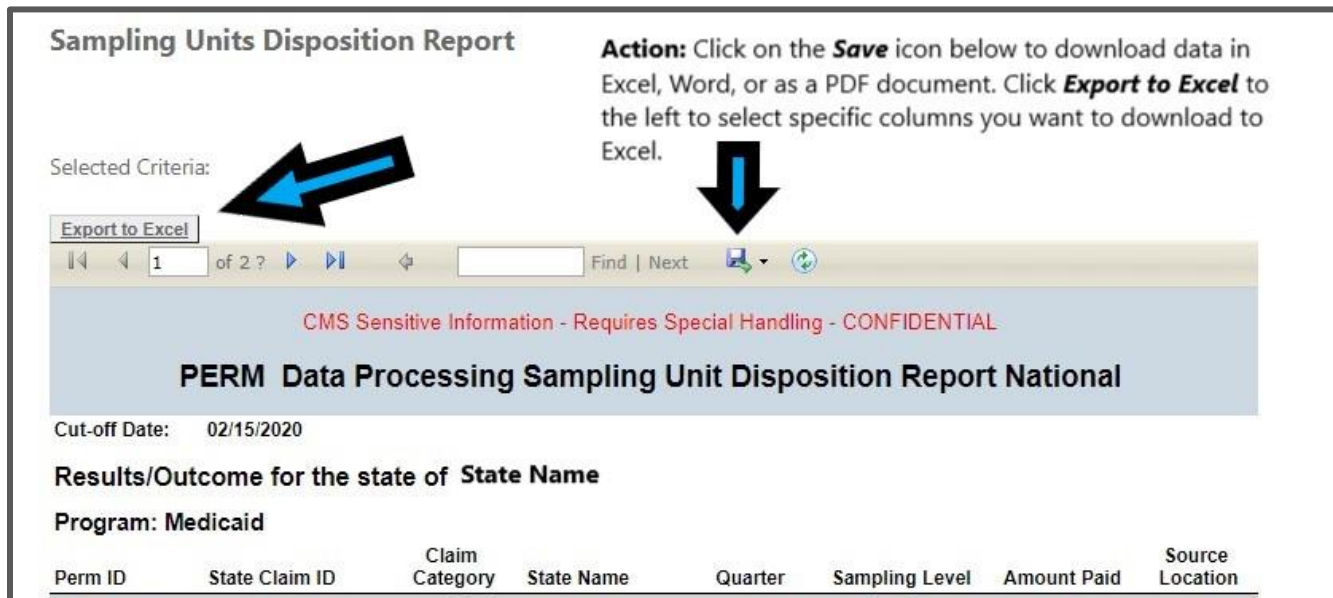 Sampling Units Disposition Report
Action: Click on the Save icon below to download data in
Excel, Word, or as a PDF document. Click Export to Excel to
the left to select specific columns you want to download to
Excel.
Selected Criteria:
Export to Excel
1 of 2 ? Find | Next
CMS Sensitive Information - Requires Special Handling - CONFIDENTIAL
PERM Data Processing Sampling Unit Disposition Report National
Cut-off Date: 02/15/2020
Results/Outcome for the state of State Name
Program: Medicaid
Perm ID State Claim ID Claim Category State Name Quarter Sampling Level Amount Paid Source Location